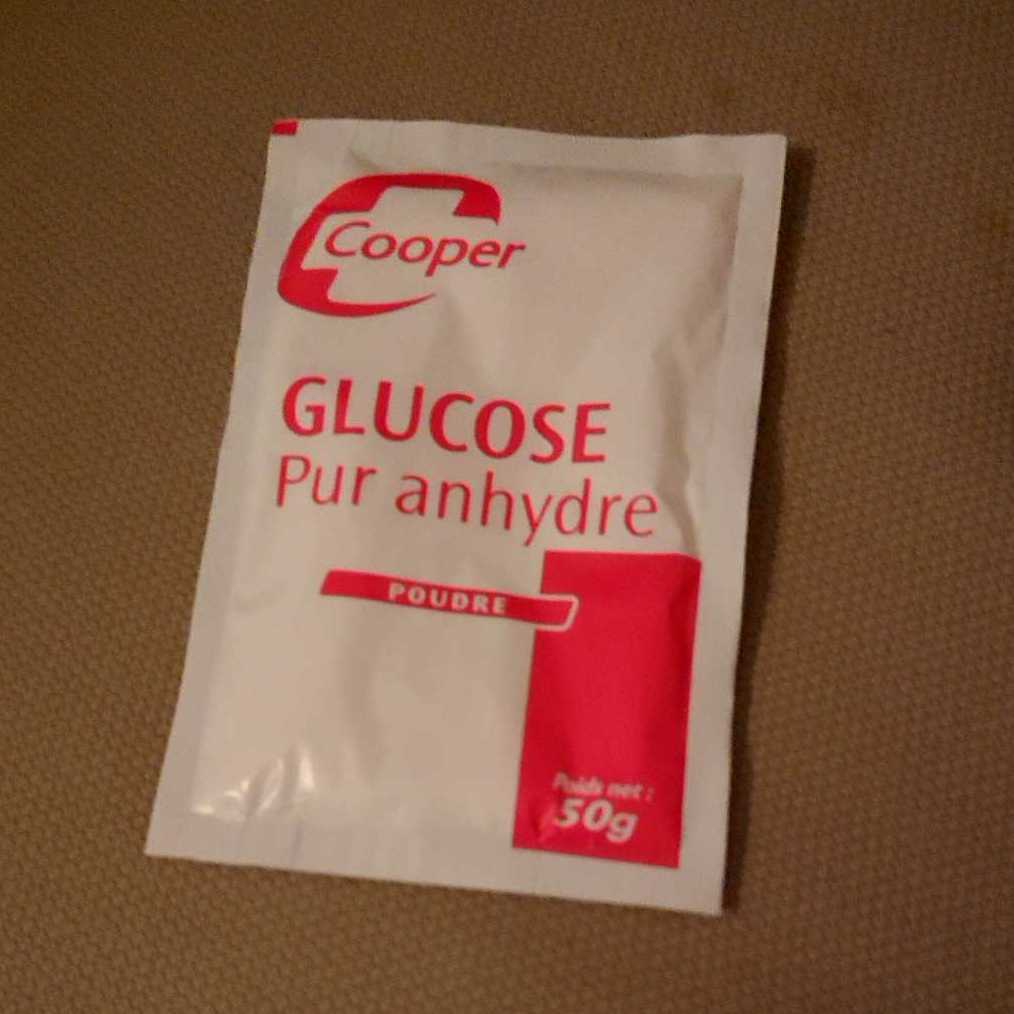 Cooper
GLUCOSE
Pur anhydre
POUDRE
Poids net :
50g